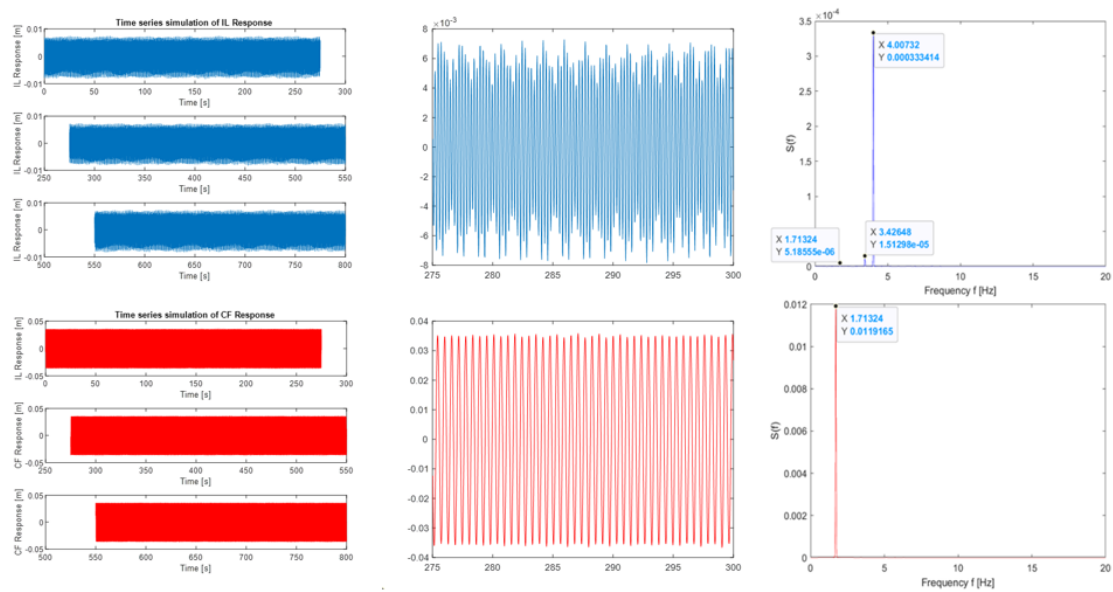 Time series simulation of IL Response
IL Response [m]
0.01
0
-0.01
0 50 100 150 200 250 300
Time [s]
IL Response [m]
0.01
0
-0.01
250 300 350 400 450 500 550
Time [s]
IL Response [m]
0.01
0
-0.01
500 550 600 650 700 750 800
Time [s]
×10-3
8
6
4
2
0
-2
-4
-6
-8
275 280 285 290 295 300
×10-4
3.5
3
2.5
2
1.5
1
0.5
0
S(f)
X 4.00732
Y 0.000333414
X 3.42648
Y 1.51298e-05
X 1.71324
Y 5.18555e-06
0 5 10 15 20
Frequency f [Hz]
Time series simulation of CF Response
IL Response [m]
0.05
0
-0.05
0 50 100 150 200 250 300
Time [s]
CF Response [m]
0.05
0
-0.05
250 300 350 400 450 500 550
Time [s]
CF Response [m]
0.05
0
-0.05
500 550 600 650 700 750 800
Time [s]
0.04
0.03
0.02
0.01
0
-0.01
-0.02
-0.03
-0.04
275 280 285 290 295 300
0.012
0.01
0.008
0.006
0.004
0.002
0
S(f)
X 1.71324
Y 0.0119165
0 5 10 15 20
Frequency f [Hz]